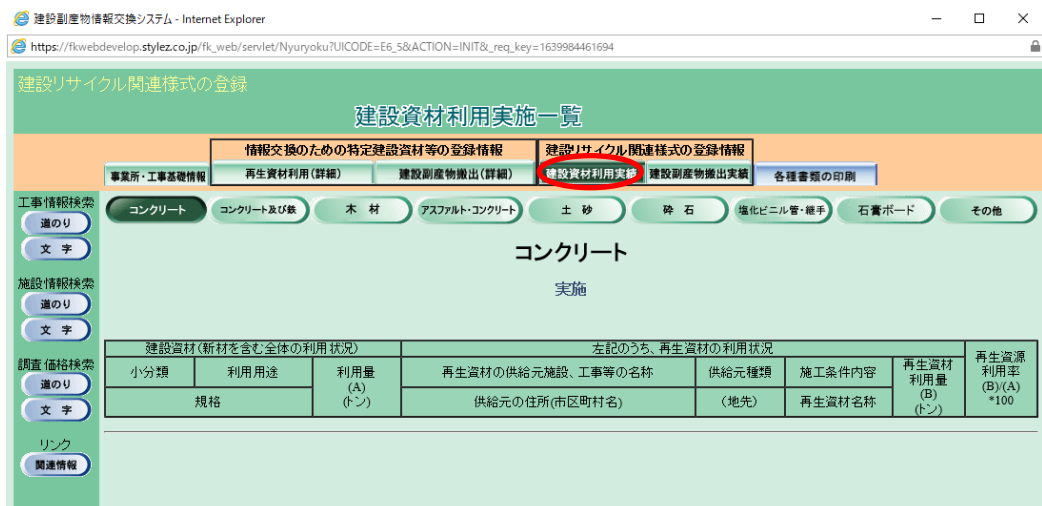 建設副産物情報交換システム - Internet Explorer
https://fkwebdevelop.stylez.co.jp/fk_web/servlet/Nyuryoku?UICODE=E6_5&ACTION=INIT&_req_key=1639984461694
建設リサイクル関連様式の登録
建設資材利用実施一覧
情報交換のための特定建設資材等の登録情報 建設リサイクル関連様式の登録情報
事業所・工事基礎情報 再生資材利用(詳細) 建設副産物搬出(詳細) 建設資材利用実績 建設副産物搬出実績 各種書類の印刷
工事情報検索
道のり
文 字
施設情報検索
道のり
文 字
調査価格検索
道のり
文 字
リンク
関連情報
コンクリート コンクリート及び鉄 木 材 アスファルト・コンクリート 土 砂 砕 石 塩化ビニル管・継手 石膏ボード その他
コンクリート
実施
建設資材(新材を含む全体の利用状況) 左記のうち、再生資材の利用状況 再生資源利用率(B)/(A)*100
小分類 利用用途 利用量(A)(トン) 再生資材の供給元施設、工事等の名称 供給元種類 施工条件内容 再生資材利用量(B)(トン)
規格 供給元の住所(市区町村名) (地先) 再生資材名称